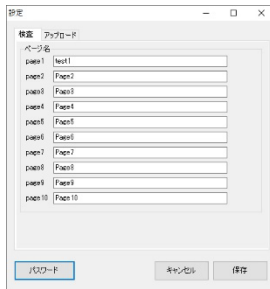 設定
検査 アップロード
ページ名
page1 test1
page2 Page2
page3 Page3
page4 Page4
page5 Page5
page6 Page6
page7 Page7
page8 Page8
page9 Page9
page10 Page10
パスワード キャンセル 保存